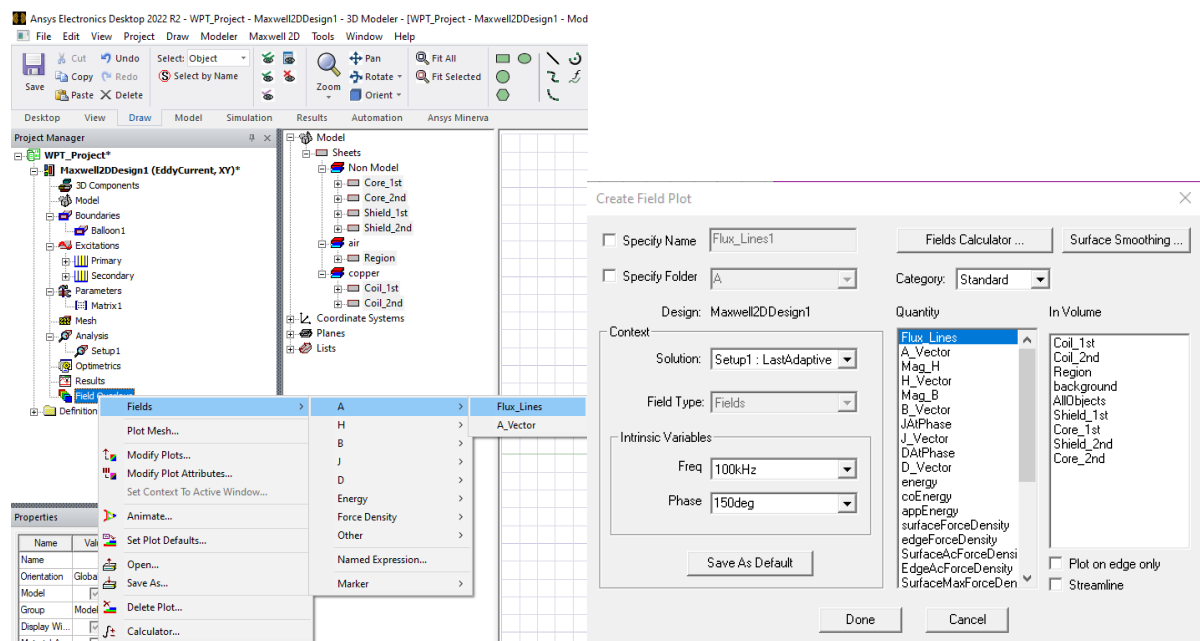 Ansys Electronics Desktop 2022 R2 - WPT_Project - Maxwell2DDesign1 - 3D Modeler - [WPT_Project - Maxwell2DDesign1 - Mod
File Edit View Project Draw Modeler Maxwell 2D Tools Window Help
Save
Cut Undo
Copy Redo
Paste Delete
Select: Object
Select by Name
Zoom
Pan
Rotate
Orient
Fit All
Fit Selected
Desktop View Draw Model Simulation Results Automation Ansys Minerva
Project Manager
WPT_Project*
Maxwell2DDesign1 (EddyCurrent, XY)*
3D Components
Model
Boundaries
Balloon1
Excitations
Primary
Secondary
Parameters
Matrix1
Mesh
Analysis
Setup1
Optimetrics
Results
Field Overlays
Definition
Model
Sheets
Non Model
Core_1st
Core_2nd
Shield_1st
Shield_2nd
air
Region
copper
Coil_1st
Coil_2nd
Coordinate Systems
Planes
Lists
Fields
Plot Mesh...
Modify Plots...
Modify Plot Attributes...
Set Context To Active Window...
Animate...
Set Plot Defaults...
Open...
Save As...
Delete Plot...
Calculator...
A
H
B
J
D
Energy
Force Density
Other
Named Expression...
Marker
Flux_Lines
A_Vector
Properties
Name Val
Name
Orientation Globa
Model
Group Model
Display Wi...
Create Field Plot
Specify Name Flux_Lines1
Specify Folder A
Design: Maxwell2DDesign1
Context
Solution: Setup1 : LastAdaptive
Field Type: Fields
Intrinsic Variables
Freq 100kHz
Phase 150deg
Save As Default
Fields Calculator ... Surface Smoothing ...
Category: Standard
Quantity
Flux_Lines
A_Vector
Mag_H
H_Vector
Mag_B
B_Vector
JAtPhase
J_Vector
DAtPhase
D_Vector
energy
coEnergy
appEnergy
surfaceForceDensity
edgeForceDensity
SurfaceAcForceDensi
EdgeAcForceDensity
SurfaceMaxForceDen
In Volume
Coil_1st
Coil_2nd
Region
background
AllObjects
Shield_1st
Core_1st
Shield_2nd
Core_2nd
Plot on edge only
Streamline
Done Cancel